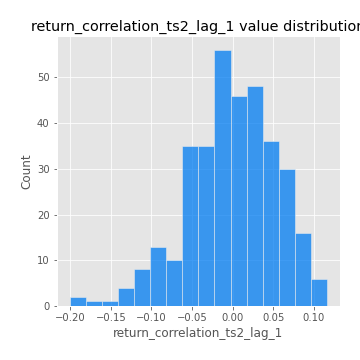 return_correlation_ts2_lag_1 value distribution
Count
50
40
30
20
10
0
−0.20 −0.15 −0.10 −0.05 0.00 0.05 0.10
return_correlation_ts2_lag_1